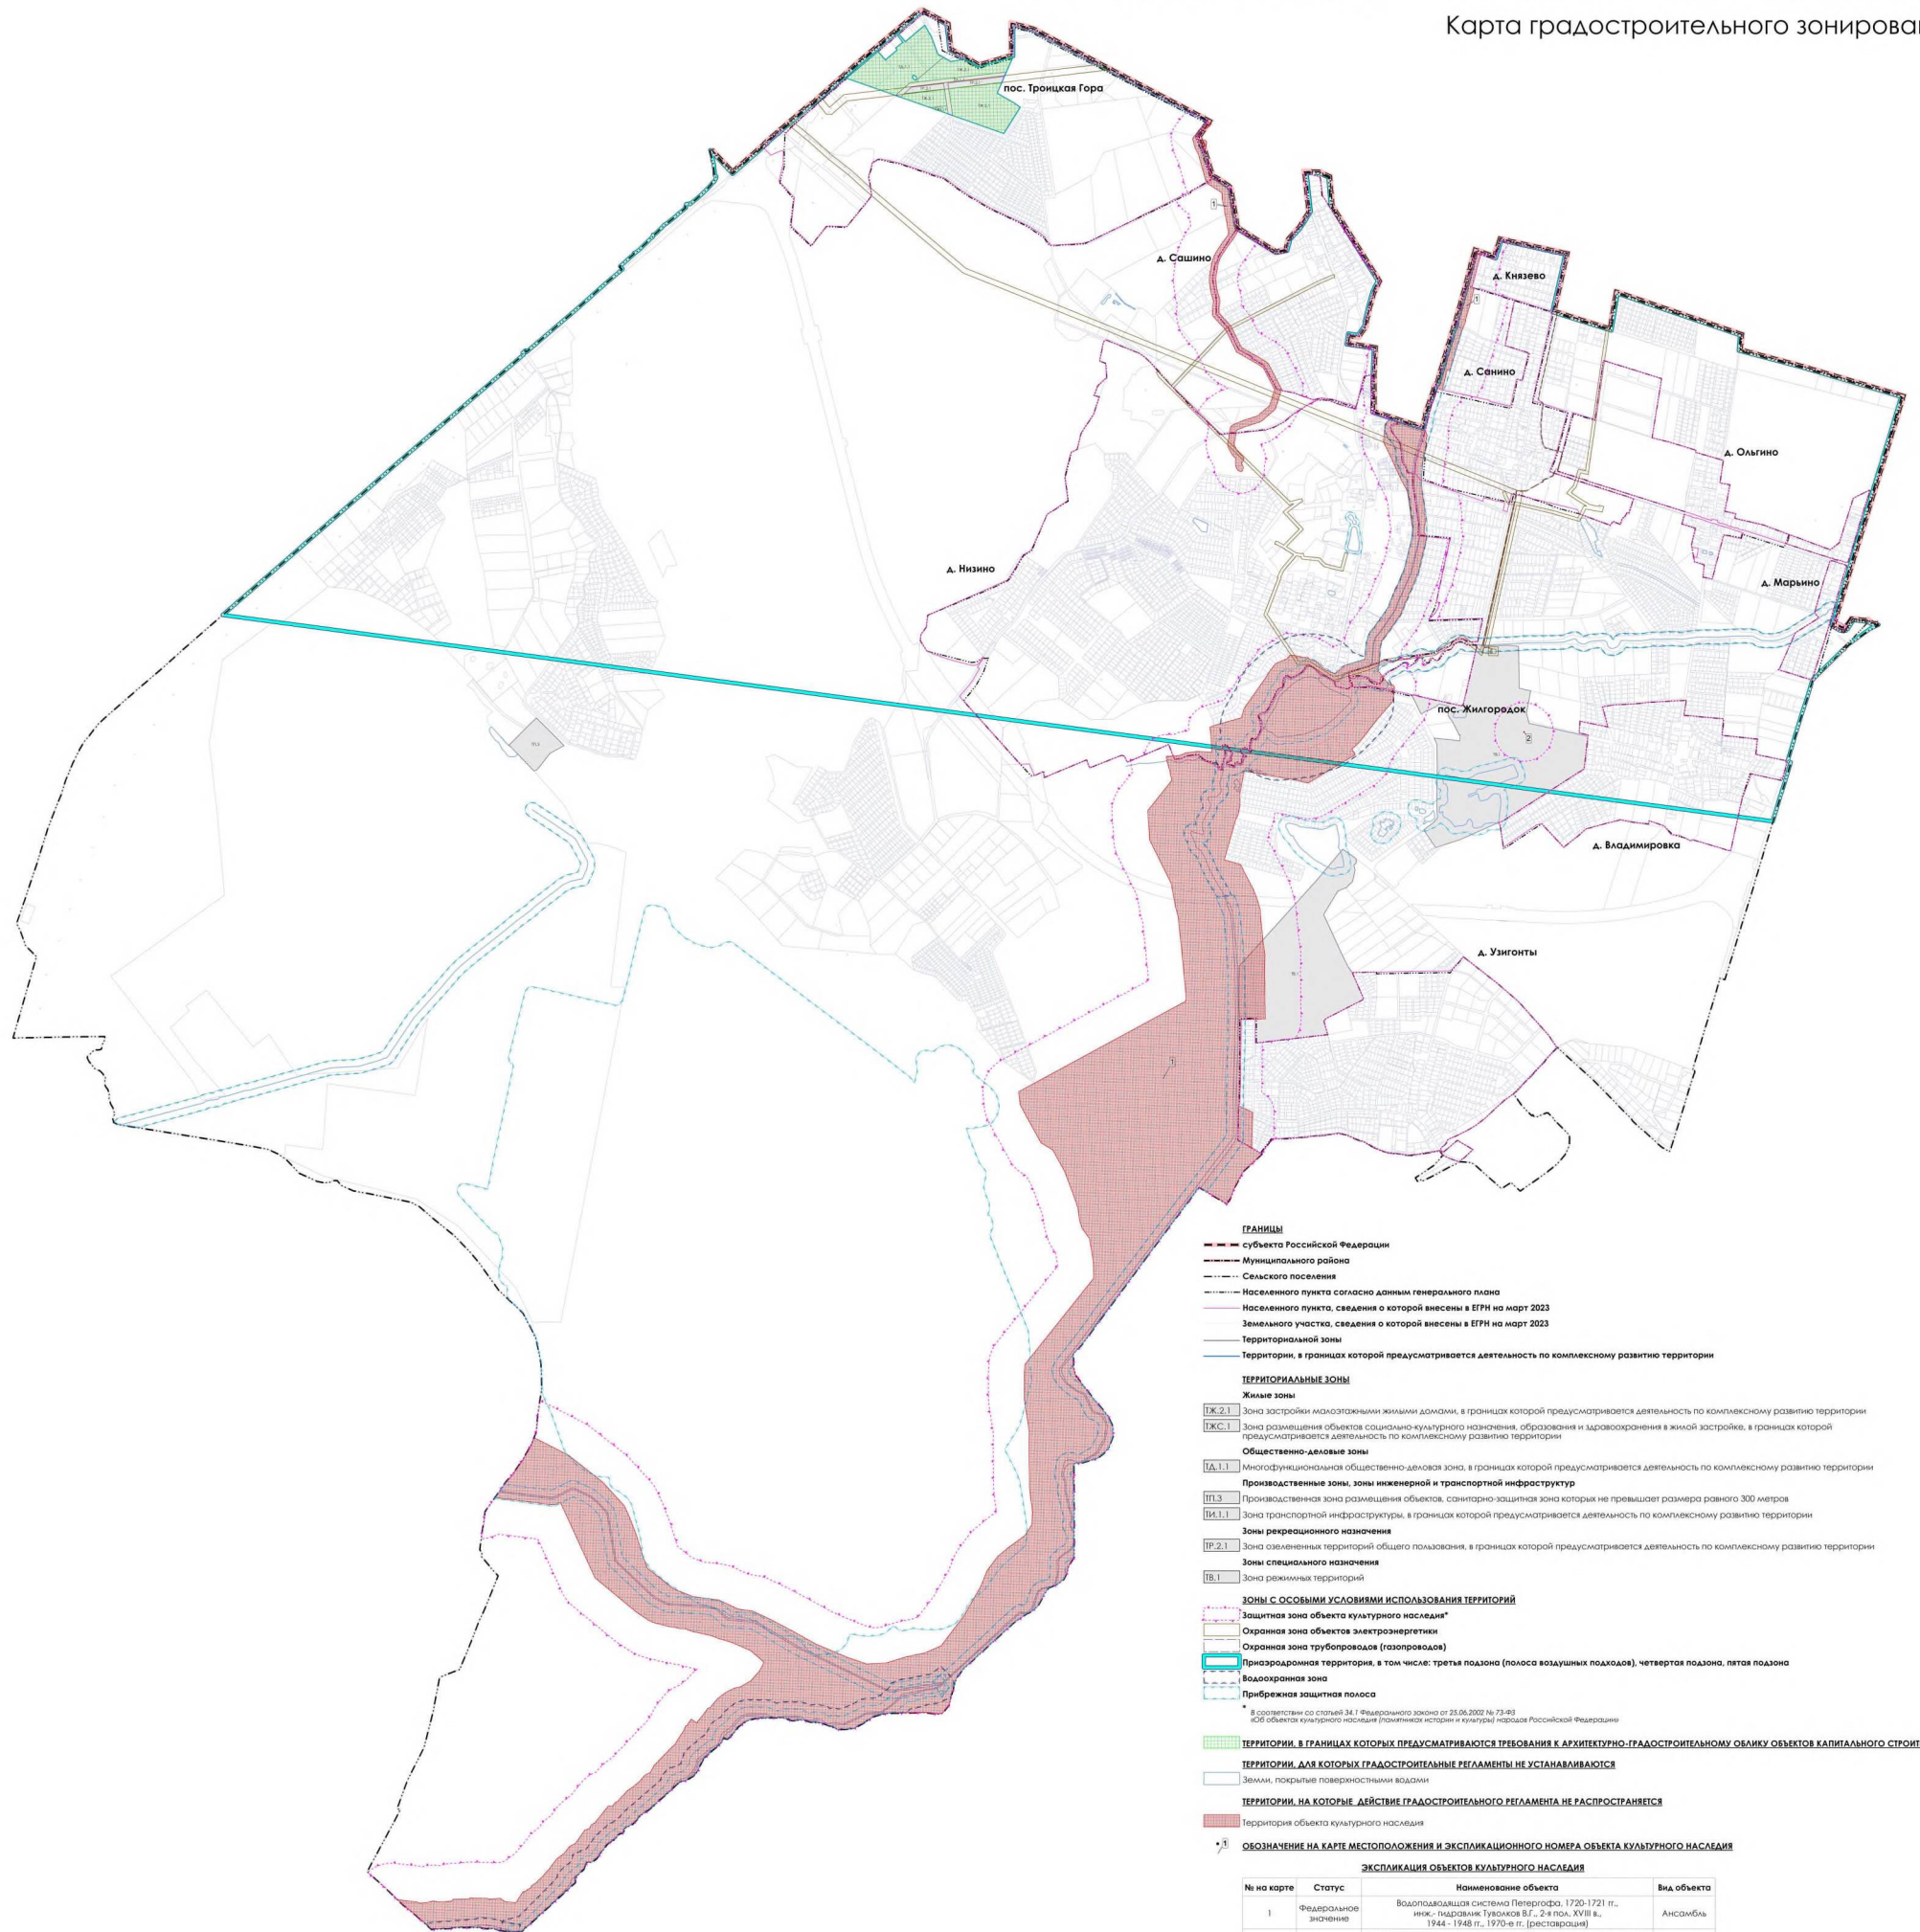 Карта градостроительного зонирован
пос. Троицкая Гора
1
д. Сашино
д. Князево
1
д. Санино
д. Ольгино
д. Низино
д. Марьино
пос. Жилгородок
2
д. Владимировка
д. Узигонты
1
ГРАНИЦЫ
субъекта Российской Федерации
Муниципального района
Сельского поселения
Населенного пункта согласно данным генерального плана
Населенного пункта, сведения о которой внесены в ЕГРН на март 2023
Земельного участка, сведения о которой внесены в ЕГРН на март 2023
Территориальной зоны
Территории, в границах которой предусматривается деятельность по комплексному развитию территории
ТЕРРИТОРИАЛЬНЫЕ ЗОНЫ
Жилые зоны
ТЖ.2.1 Зона застройки малоэтажными жилыми домами, в границах которой предусматривается деятельность по комплексному развитию территории
ТЖС.1 Зона размещения объектов социально-культурного назначения, образования и здравоохранения в жилой застройке, в границах которой
предусматривается деятельность по комплексному развитию территории
Общественно-деловые зоны
ТД.1.1 Многофункциональная общественно-деловая зона, в границах которой предусматривается деятельность по комплексному развитию территории
Производственные зоны, зоны инженерной и транспортной инфраструктур
ТП.3 Производственная зона размещения объектов, санитарно-защитная зона которых не превышает размера равного 300 метров
ТИ.1.1 Зона транспортной инфраструктуры, в границах которой предусматривается деятельность по комплексному развитию территории
Зоны рекреационного назначения
ТР.2.1 Зона озелененных территорий общего пользования, в границах которой предусматривается деятельность по комплексному развитию территории
Зоны специального назначения
ТВ.1 Зона режимных территорий
ЗОНЫ С ОСОБЫМИ УСЛОВИЯМИ ИСПОЛЬЗОВАНИЯ ТЕРРИТОРИЙ
Защитная зона объекта культурного наследия*
Охранная зона объектов электроэнергетики
Охранная зона трубопроводов (газопроводов)
Приаэродромная территория, в том числе: третья подзона (полоса воздушных подходов), четвертая подзона, пятая подзона
Водоохранная зона
Прибрежная защитная полоса
* В соответствии со статьей 34.1 Федерального закона от 25.06.2002 № 73-ФЗ
«Об объектах культурного наследия (памятниках истории и культуры) народов Российской Федерации»
ТЕРРИТОРИИ, В ГРАНИЦАХ КОТОРЫХ ПРЕДУСМАТРИВАЮТСЯ ТРЕБОВАНИЯ К АРХИТЕКТУРНО-ГРАДОСТРОИТЕЛЬНОМУ ОБЛИКУ ОБЪЕКТОВ КАПИТАЛЬНОГО СТРОИТ
ТЕРРИТОРИИ, ДЛЯ КОТОРЫХ ГРАДОСТРОИТЕЛЬНЫЕ РЕГЛАМЕНТЫ НЕ УСТАНАВЛИВАЮТСЯ
Земли, покрытые поверхностными водами
ТЕРРИТОРИИ, НА КОТОРЫЕ ДЕЙСТВИЕ ГРАДОСТРОИТЕЛЬНОГО РЕГЛАМЕНТА НЕ РАСПРОСТРАНЯЕТСЯ
Территория объекта культурного наследия
1 ОБОЗНАЧЕНИЕ НА КАРТЕ МЕСТОПОЛОЖЕНИЯ И ЭКСПЛИКАЦИОННОГО НОМЕРА ОБЪЕКТА КУЛЬТУРНОГО НАСЛЕДИЯ
ЭКСПЛИКАЦИЯ ОБЪЕКТОВ КУЛЬТУРНОГО НАСЛЕДИЯ
№ на карте Статус Наименование объекта Вид объекта
1 Федеральное значение Водоподводящая система Петергофа, 1720-1721 гг.,
инж.- гидравлик Туволков В.Г., 2-я пол. XVIII в.,
1944 - 1948 гг., 1970-е гг. (реставрация) Ансамбль